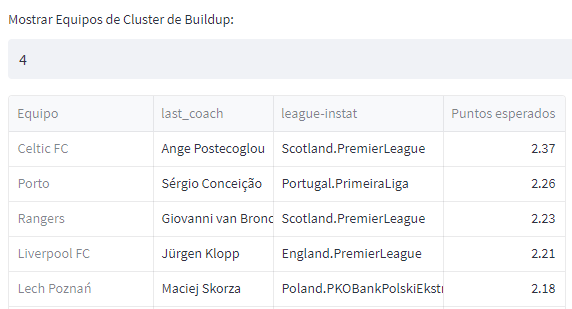 Mostrar Equipos de Cluster de Buildup:
4
Equipo last_coach league-instat Puntos esperados
Celtic FC Ange Postecoglou Scotland.PremierLeague 2.37
Porto Sérgio Conceição Portugal.PrimeiraLiga 2.26
Rangers Giovanni van Bronc Scotland.PremierLeague 2.23
Liverpool FC Jürgen Klopp England.PremierLeague 2.21
Lech Poznań Maciej Skorza Poland.PKOBankPolskiEkstr 2.18